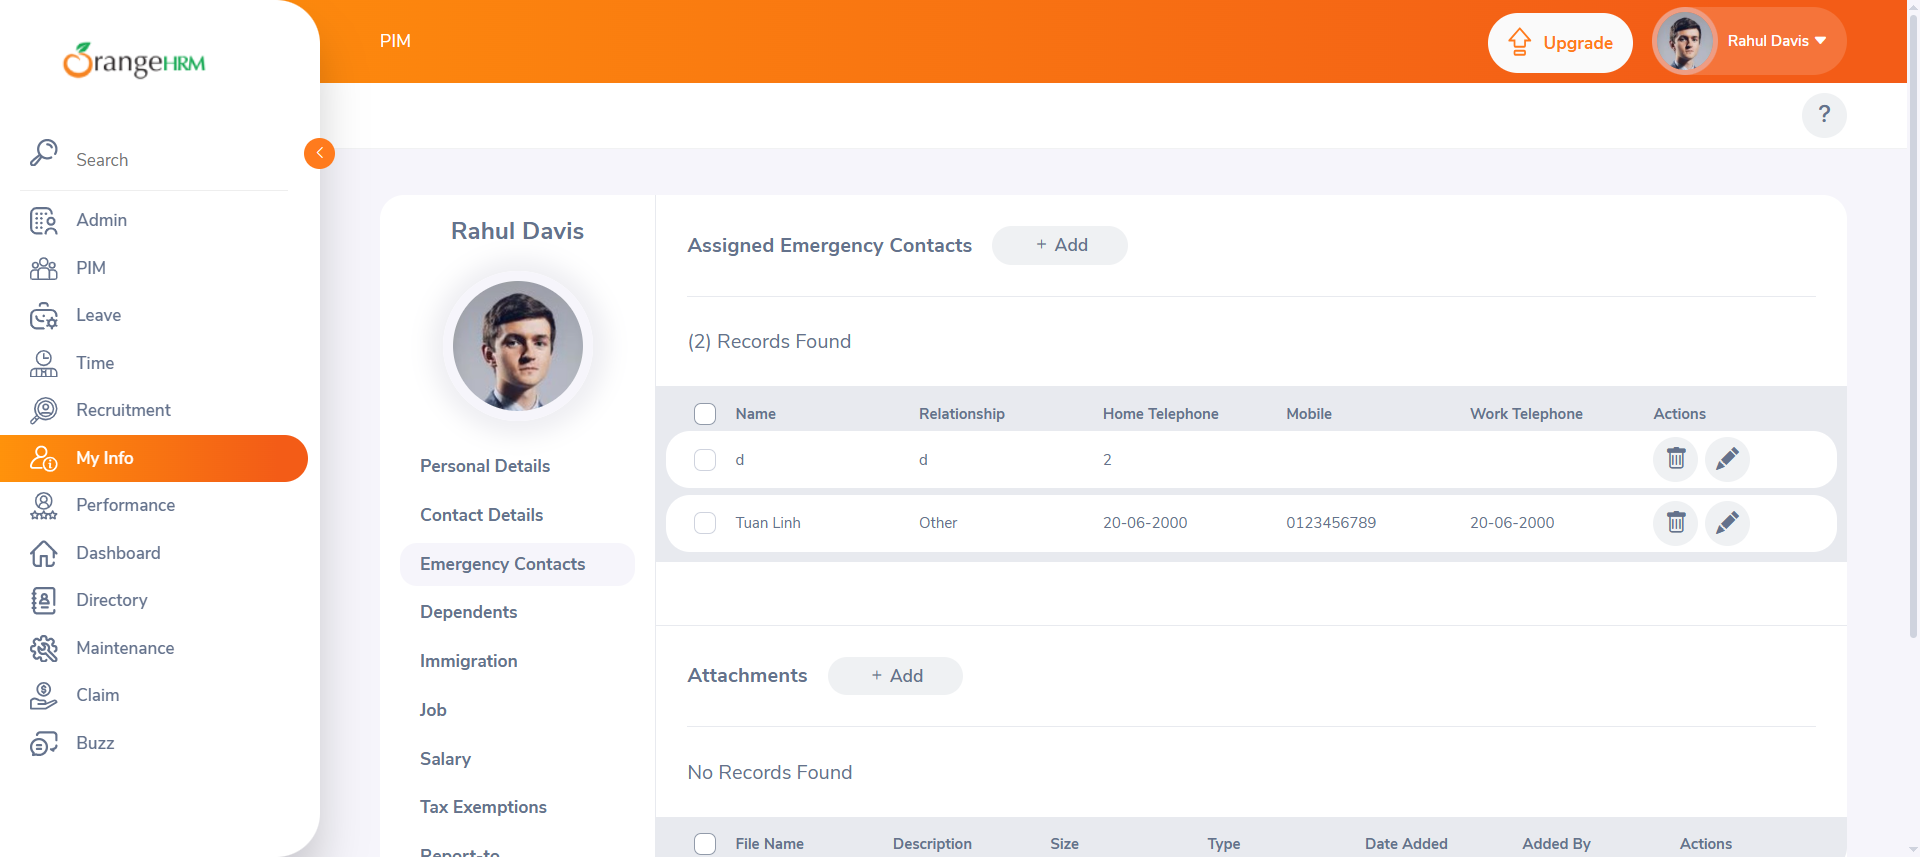 OrangeHRM
PIM
Upgrade
Rahul Davis
?
Search
Admin
PIM
Leave
Time
Recruitment
My Info
Performance
Dashboard
Directory
Maintenance
Claim
Buzz
Rahul Davis
Personal Details
Contact Details
Emergency Contacts
Dependents
Immigration
Job
Salary
Tax Exemptions
Report-to
Assigned Emergency Contacts + Add
(2) Records Found
Name Relationship Home Telephone Mobile Work Telephone Actions
d d 2
Tuan Linh Other 20-06-2000 0123456789 20-06-2000
Attachments + Add
No Records Found
File Name Description Size Type Date Added Added By Actions